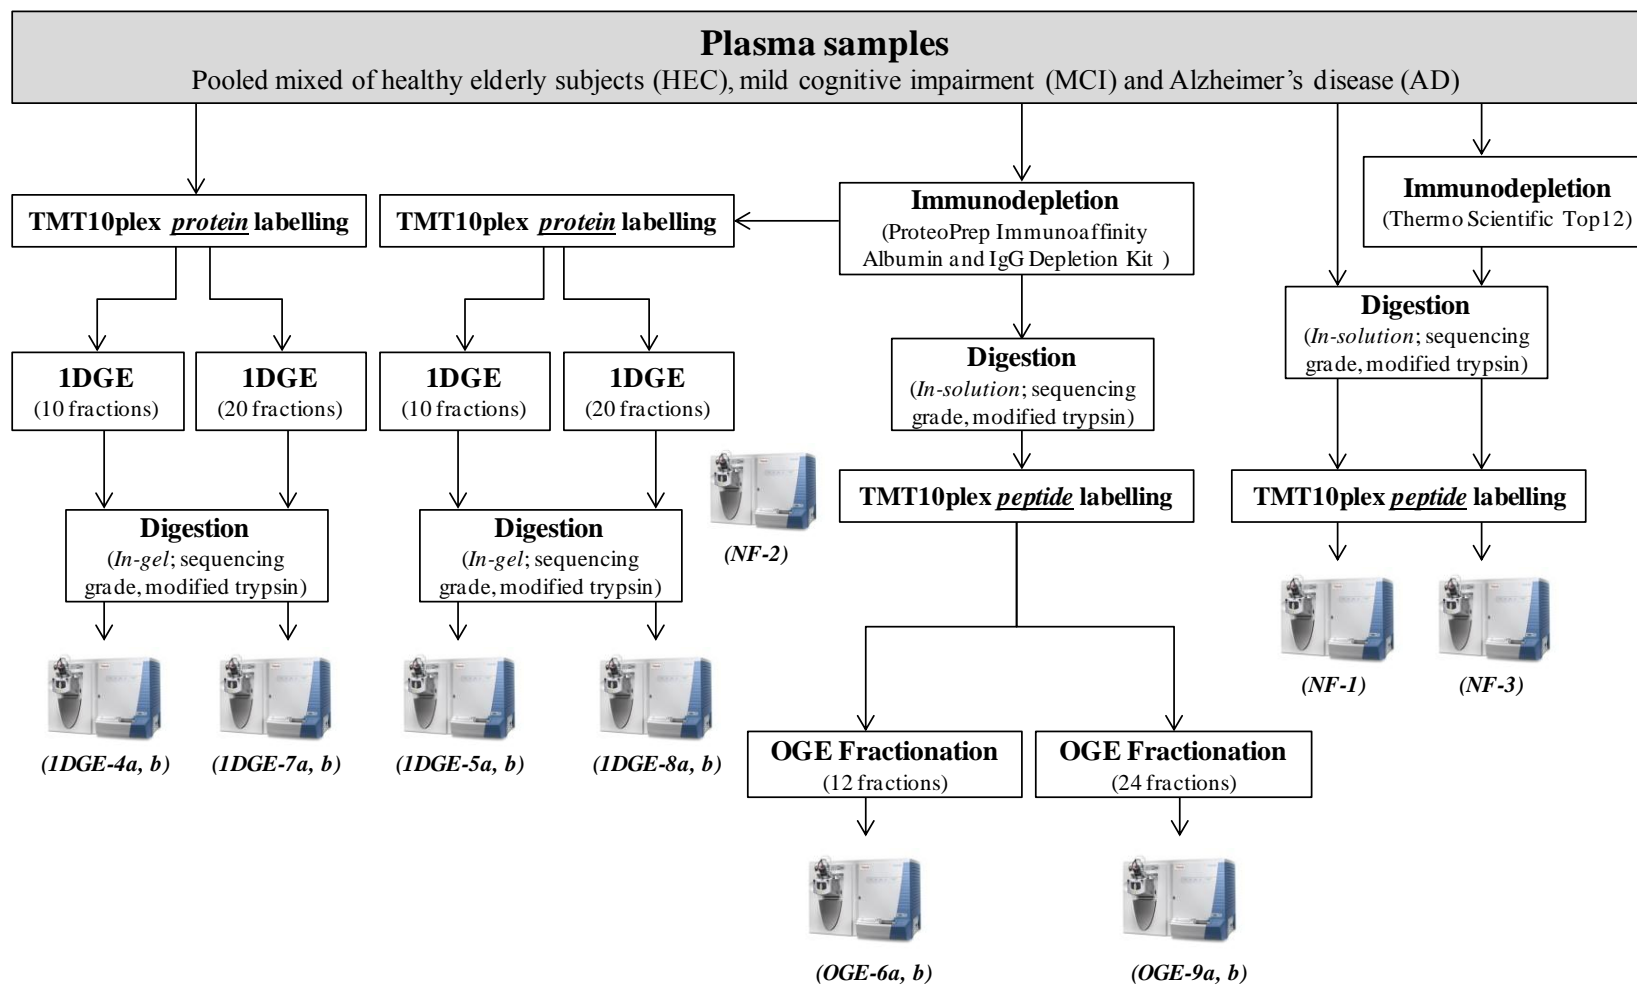 Plasma samples
Pooled mixed of healthy elderly subjects (HEC), mild cognitive impairment (MCI) and Alzheimer's disease (AD)
TMT10plex protein labelling
TMT10plex protein labelling
Immunodepletion
(ProteoPrep Immunoaffinity
Albumin and IgG Depletion Kit )
Immunodepletion
(Thermo Scientific Top12)
1DGE
(10 fractions)
1DGE
(20 fractions)
1DGE
(10 fractions)
1DGE
(20 fractions)
Digestion
(In-solution; sequencing
grade, modified trypsin)
Digestion
(In-solution; sequencing
grade, modified trypsin)
Digestion
(In-gel; sequencing
grade, modified trypsin)
Digestion
(In-gel; sequencing
grade, modified trypsin)
(NF-2)
TMT10plex peptide labelling
TMT10plex peptide labelling
(1DGE-4a, b)
(1DGE-7a, b)
(1DGE-5a, b)
(1DGE-8a, b)
(NF-1)
(NF-3)
OGE Fractionation
(12 fractions)
OGE Fractionation
(24 fractions)
(OGE-6a, b)
(OGE-9a, b)